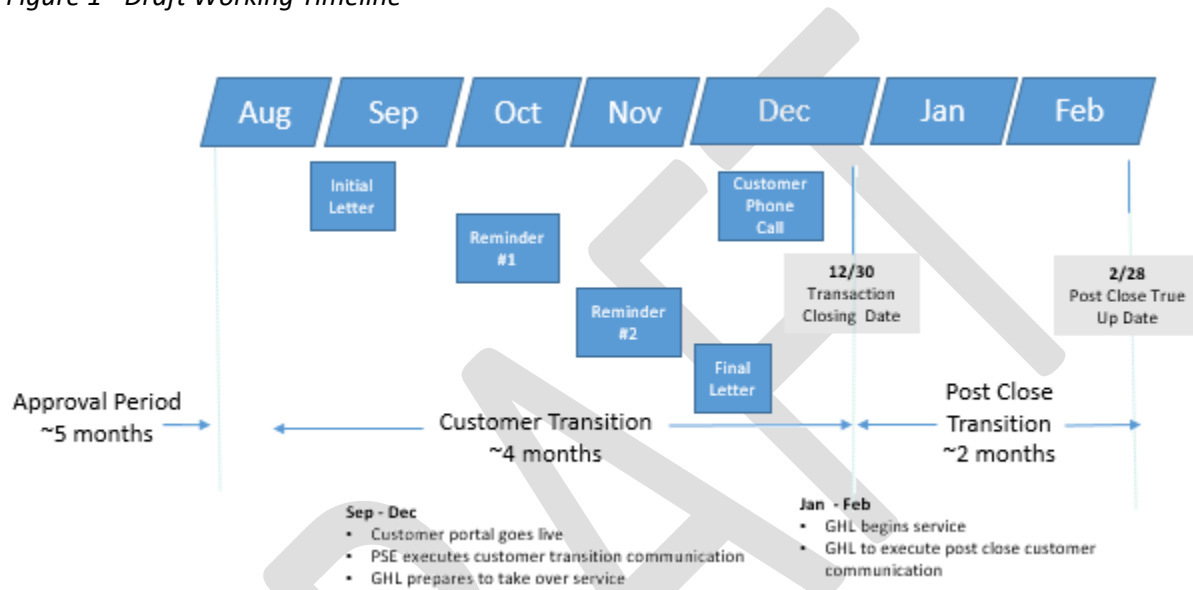 Figure 1 - Draft Working Timeline
Aug
Sep
Oct
Nov
Dec
Jan
Feb
Initial
Letter
Customer
Phone
Call
Reminder
#1
12/30
Transaction
Closing Date
2/28
Post Close True
Up Date
Reminder
#2
Final
Letter
Approval Period
~5 months
Customer Transition
~4 months
Post Close
Transition
~2 months
Sep - Dec
• Customer portal goes live
• PSE executes customer transition communication
• GHL prepares to take over service
Jan - Feb
• GHL begins service
• GHL to execute post close customer
communication
DRAFT